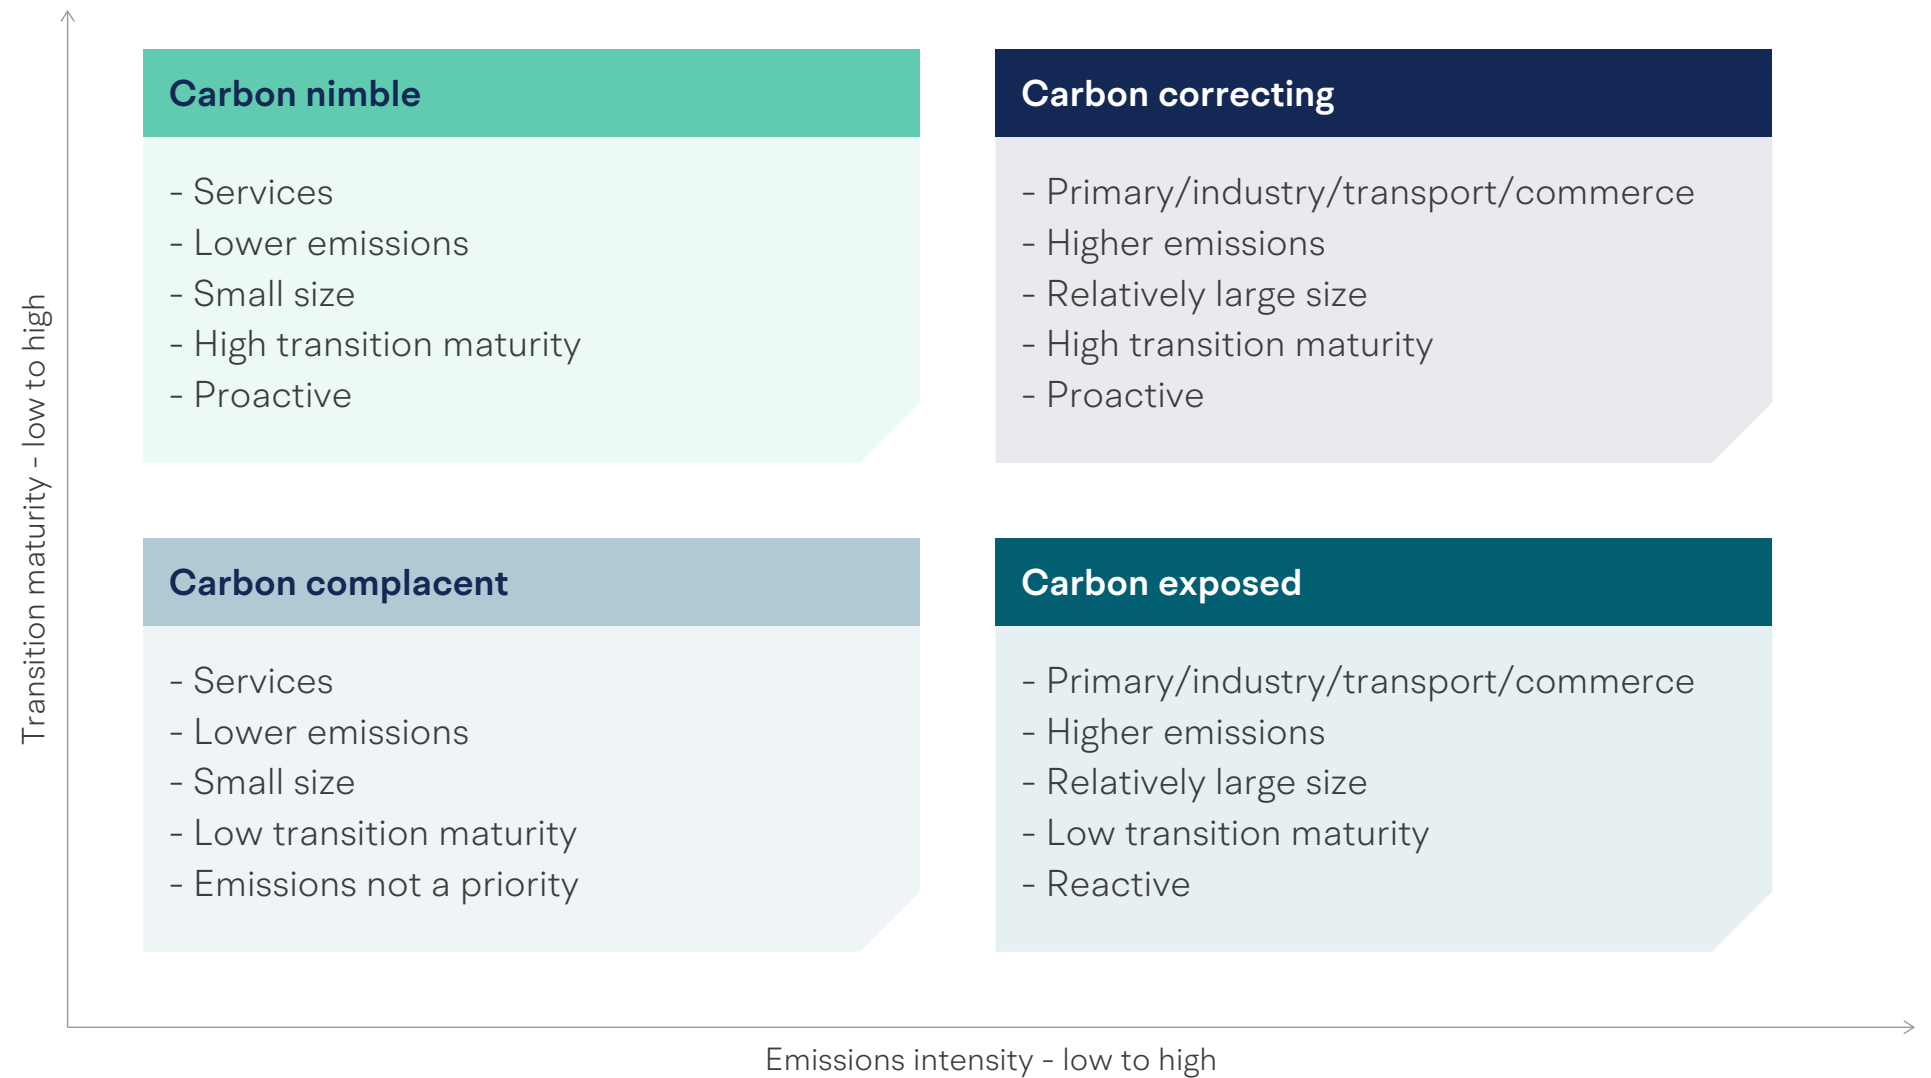 Transition maturity - low to high
Carbon nimble
- Services
- Lower emissions
- Small size
- High transition maturity
- Proactive
Carbon correcting
- Primary/industry/transport/commerce
- Higher emissions
- Relatively large size
- High transition maturity
- Proactive
Carbon complacent
- Services
- Lower emissions
- Small size
- Low transition maturity
- Emissions not a priority
Carbon exposed
- Primary/industry/transport/commerce
- Higher emissions
- Relatively large size
- Low transition maturity
- Reactive
Emissions intensity - low to high